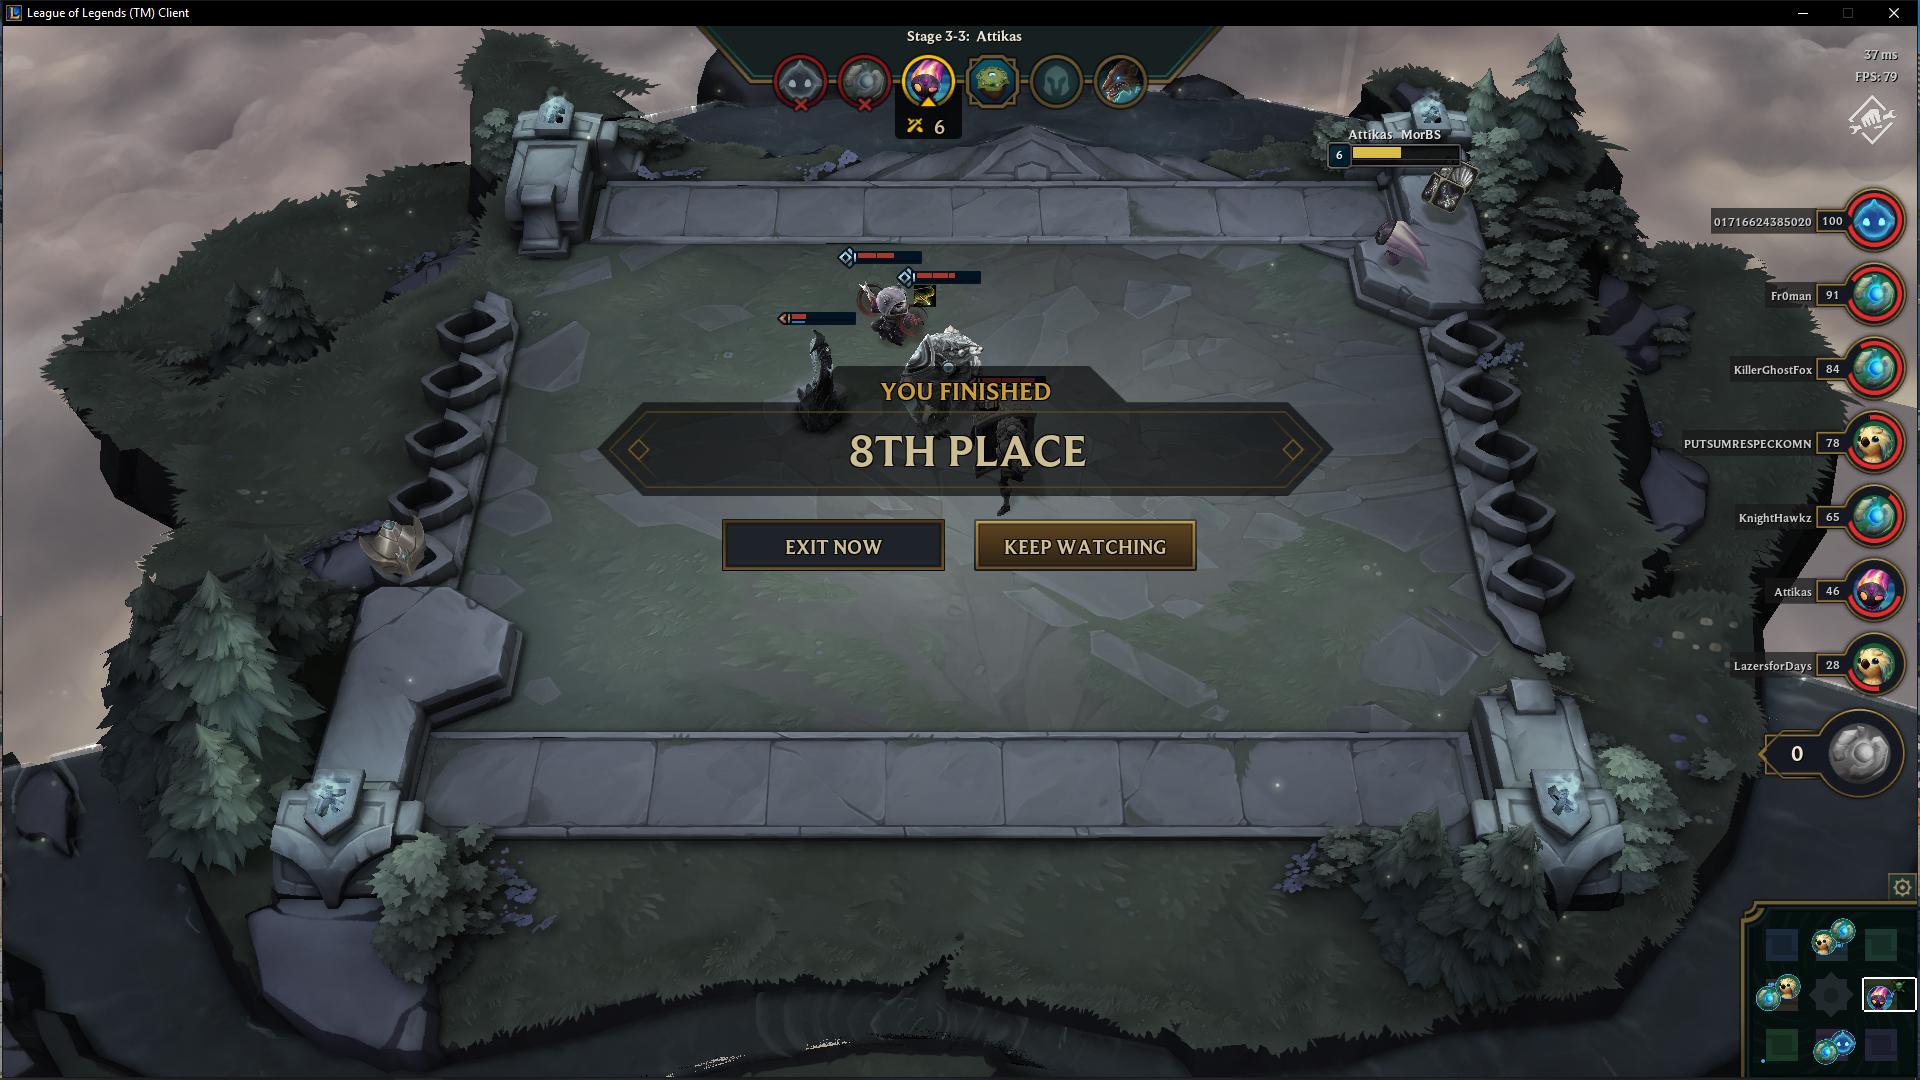 League of Legends (TM) Client
Stage 3-3: Attikas
37 ms
FPS: 79
6
Attikas MorBS
6
01716624385020 100
Fr0man 91
KillerGhostFox 84
YOU FINISHED
8TH PLACE
PUTSUMRESPECKOMN 78
KnightHawkz 65
EXIT NOW
KEEP WATCHING
Attikas 46
LazersforDays 28
0